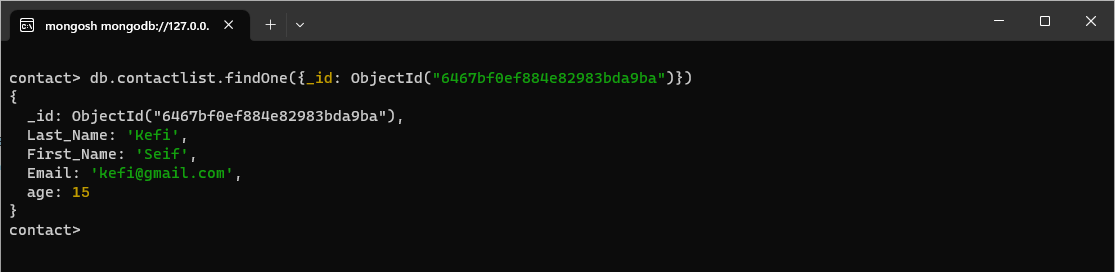 mongosh mongodb://127.0.0.
contact> db.contactlist.findOne({_id: ObjectId("6467bf0ef884e82983bda9ba")})
{
  _id: ObjectId("6467bf0ef884e82983bda9ba"),
  Last_Name: 'Kefi',
  First_Name: 'Seif',
  Email: 'kefi@gmail.com',
  age: 15
}
contact>